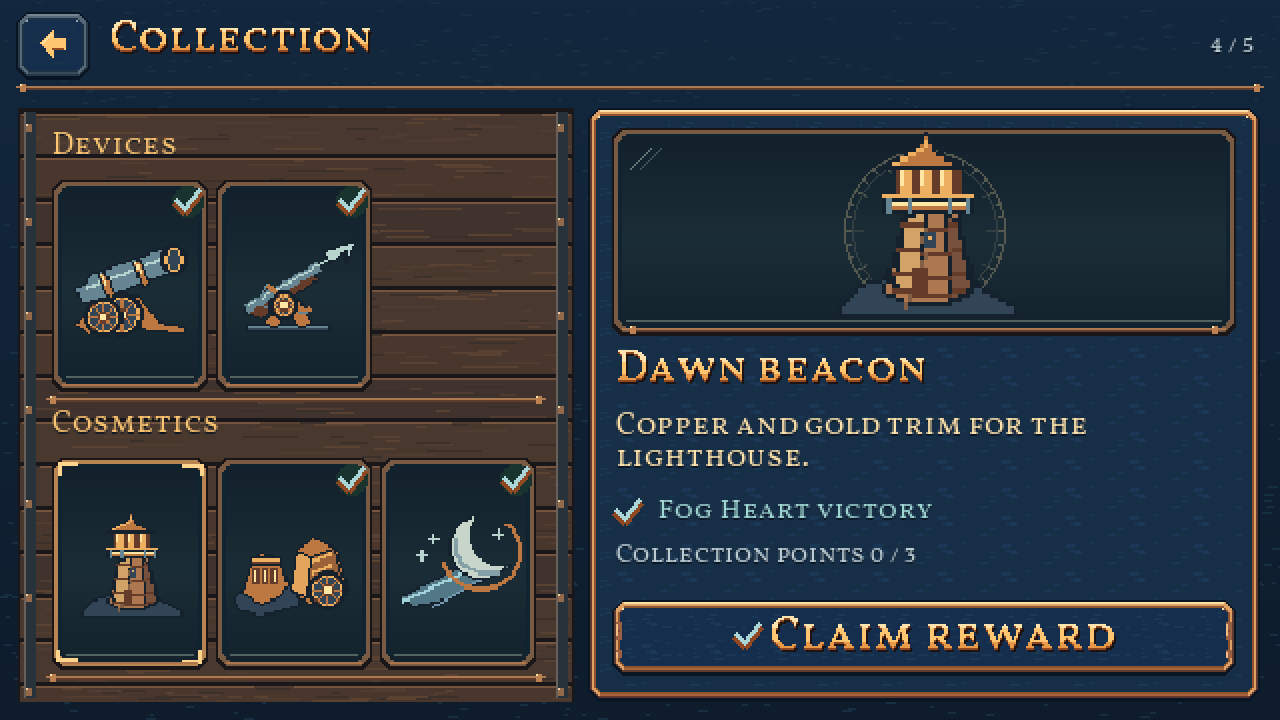 Collection
4 / 5
Devices
Cosmetics
Dawn beacon
Copper and gold trim for the
lighthouse.
Fog Heart victory
Collection points 0 / 3
Claim reward